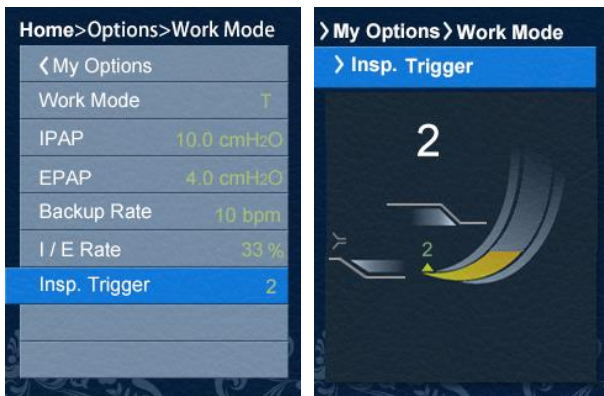 Home>Options>Work Mode
❮ My Options
Work Mode T
IPAP 10.0 cmH2O
EPAP 4.0 cmH2O
Backup Rate 10 bpm
I / E Rate 33 %
Insp. Trigger 2
❯ My Options ❯ Work Mode
❯ Insp. Trigger
2
2